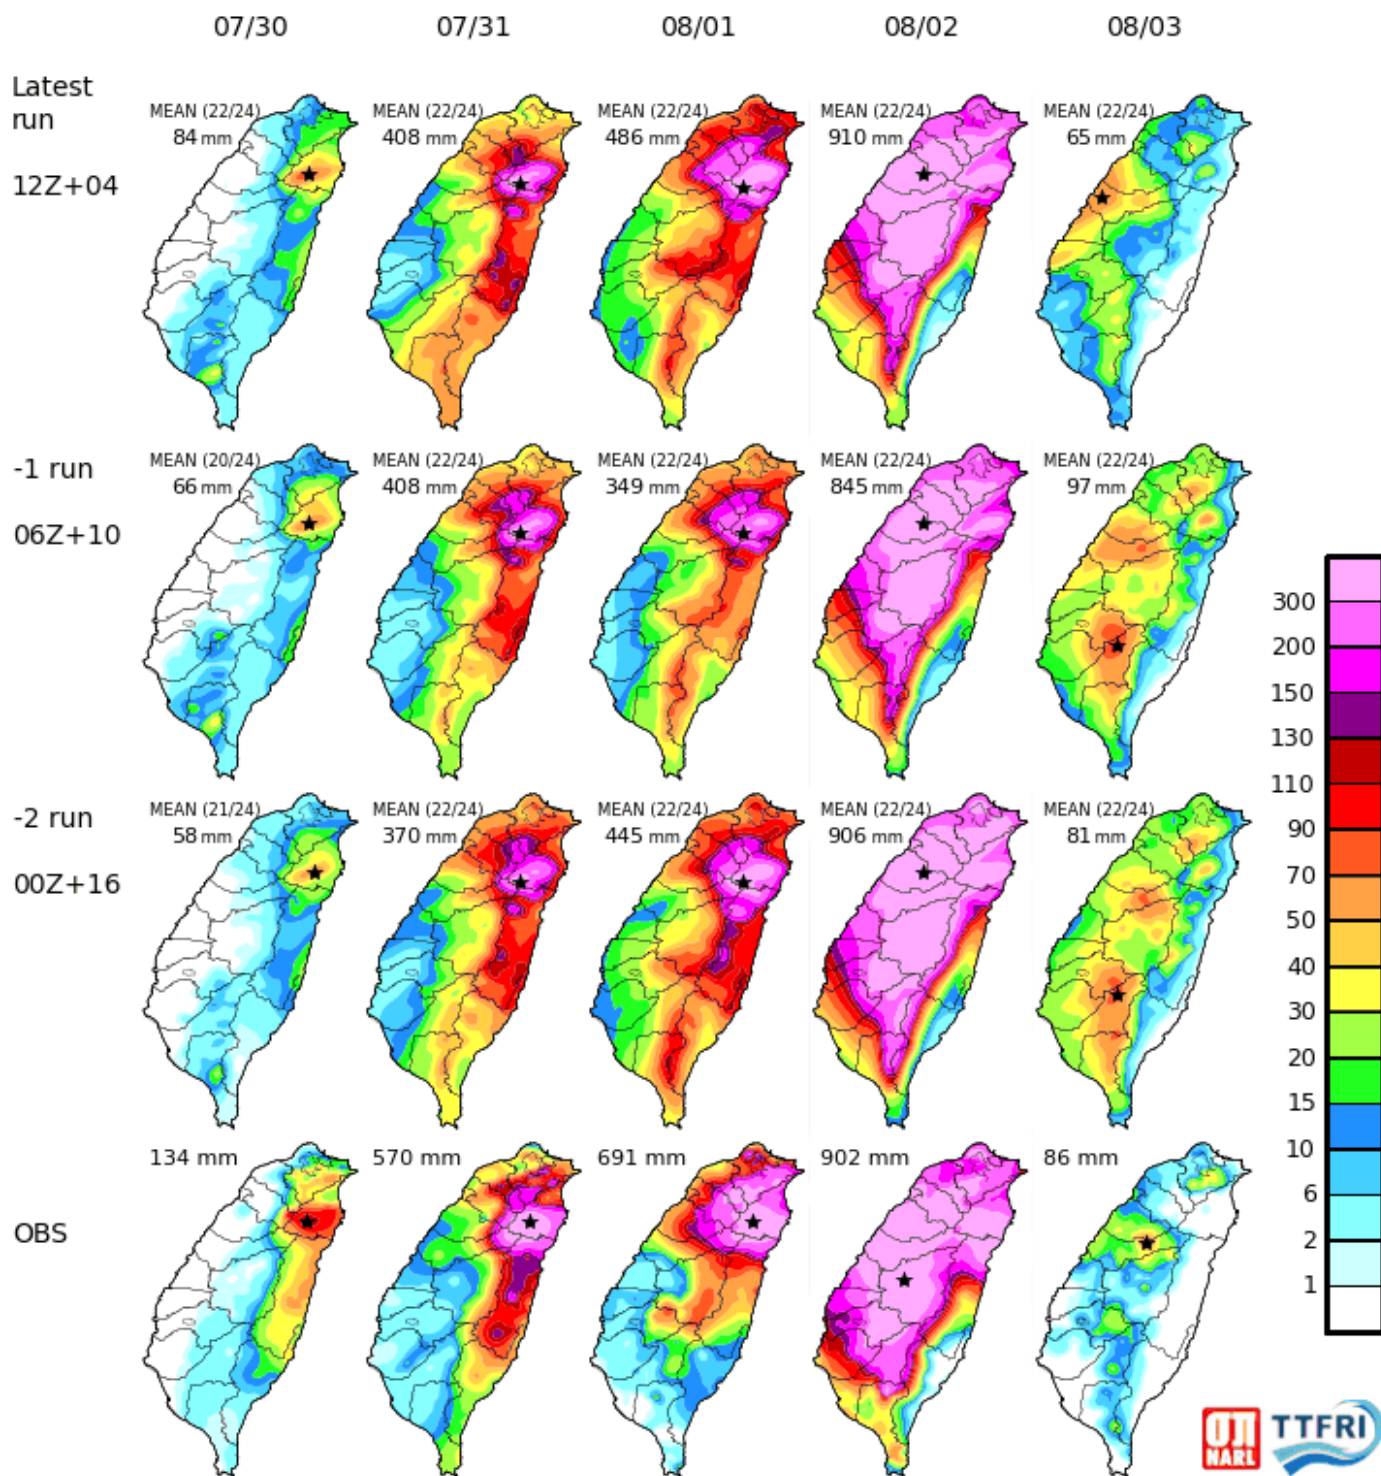 07/30 07/31 08/01 08/02 08/03
Latest
run
12Z+04
MEAN (22/24) MEAN (22/24) MEAN (22/24) MEAN (22/24) MEAN (22/24)
84 mm 408 mm 486 mm 910 mm 65 mm
-1 run
06Z+10
MEAN (20/24) MEAN (22/24) MEAN (22/24) MEAN (22/24) MEAN (22/24)
66 mm 408 mm 349 mm 845 mm 97 mm
-2 run
00Z+16
MEAN (21/24) MEAN (22/24) MEAN (22/24) MEAN (22/24) MEAN (22/24)
58 mm 370 mm 445 mm 906 mm 81 mm
OBS
134 mm 570 mm 691 mm 902 mm 86 mm
300
200
150
130
110
90
70
50
40
30
20
15
10
6
2
1
NARL
TTFRI